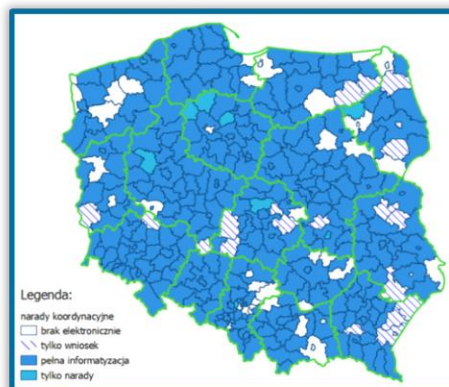 Legenda:
narady koordynacyjne
brak elektronicznie
tylko wniosek
pełna informatyzacja
tylko narady